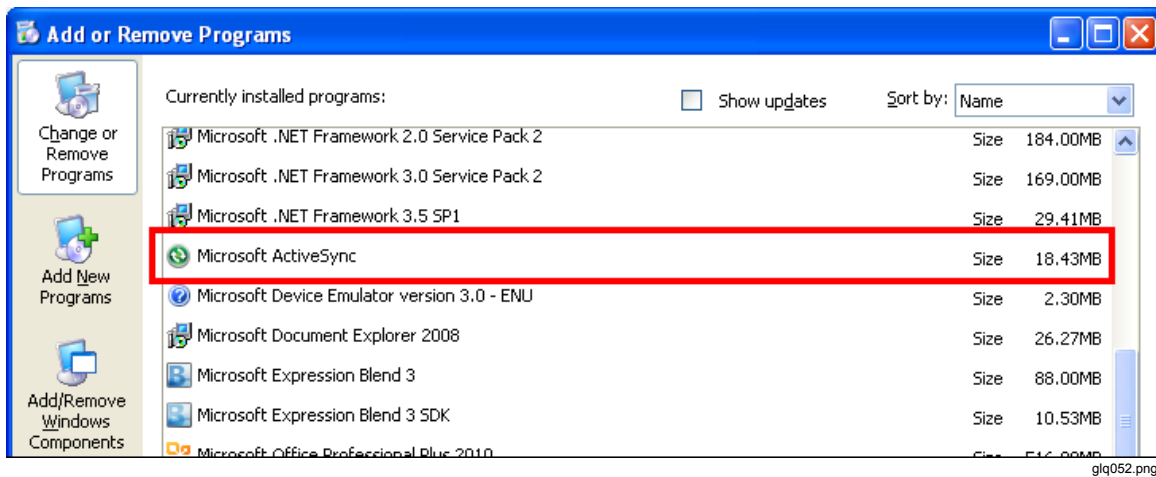 Add or Remove Programs
Change or
Remove
Programs
Add New
Programs
Add/Remove
Windows
Components
Currently installed programs:
Show updates
Sort by: Name
Microsoft .NET Framework 2.0 Service Pack 2 Size 184.00MB
Microsoft .NET Framework 3.0 Service Pack 2 Size 169.00MB
Microsoft .NET Framework 3.5 SP1 Size 29.41MB
Microsoft ActiveSync Size 18.43MB
Microsoft Device Emulator version 3.0 - ENU Size 2.30MB
Microsoft Document Explorer 2008 Size 26.27MB
Microsoft Expression Blend 3 Size 88.00MB
Microsoft Expression Blend 3 SDK Size 10.53MB
Microsoft Office Professional Plus 2010 Size
glq052.png